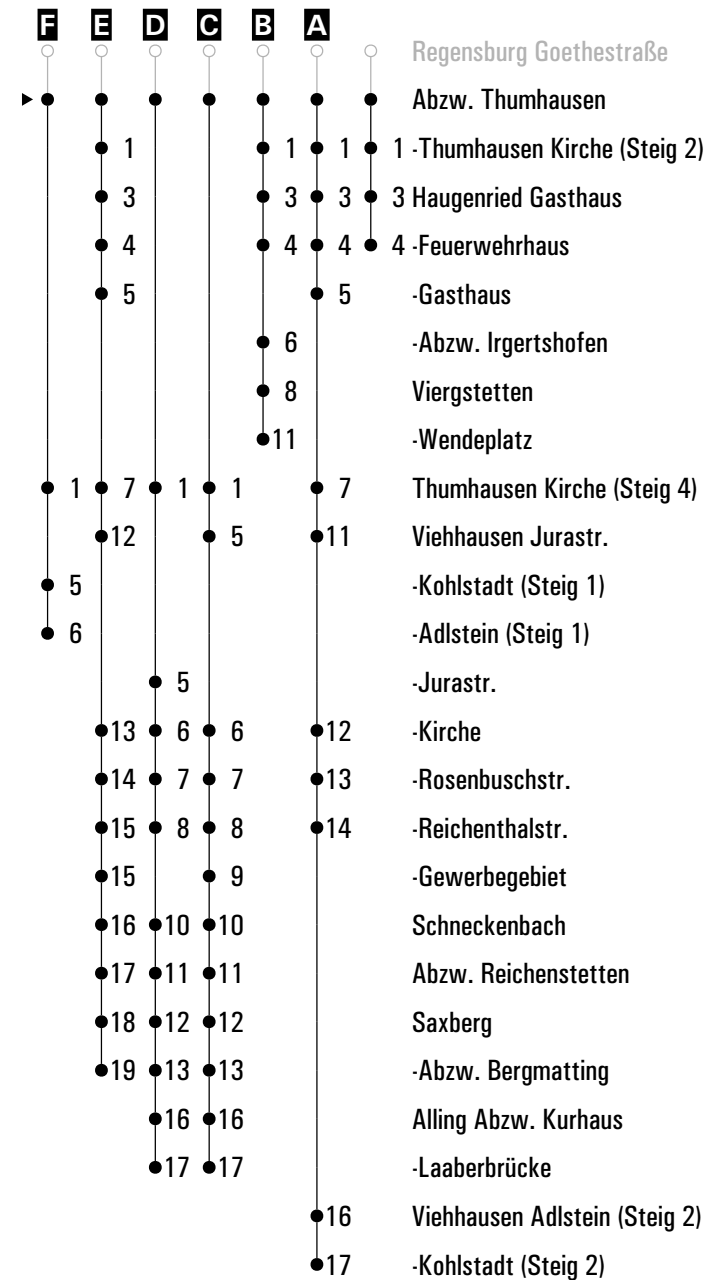 F E D C B A
Regensburg Goethestraße
Abzw. Thumhausen
1 1 1 1 -Thumhausen Kirche (Steig 2)
3 3 3 3 Haugenried Gasthaus
4 4 4 4 -Feuerwehrhaus
5 5 -Gasthaus
6 -Abzw. Irgertshofen
8 Viergstetten
11 -Wendeplatz
1 7 1 1 7 Thumhausen Kirche (Steig 4)
12 5 11 Viehhausen Jurastr.
5 -Kohlstadt (Steig 1)
6 -Adlstein (Steig 1)
5 -Jurastr.
13 6 6 12 -Kirche
14 7 7 13 -Rosenbuschstr.
15 8 8 14 -Reichenthalstr.
15 9 -Gewerbegebiet
16 10 10 Schneckenbach
17 11 11 Abzw. Reichenstetten
18 12 12 Saxberg
19 13 13 -Abzw. Bergmatting
16 16 Alling Abzw. Kurhaus
17 17 -Laaberbrücke
16 Viehhausen Adlstein (Steig 2)
17 -Kohlstadt (Steig 2)